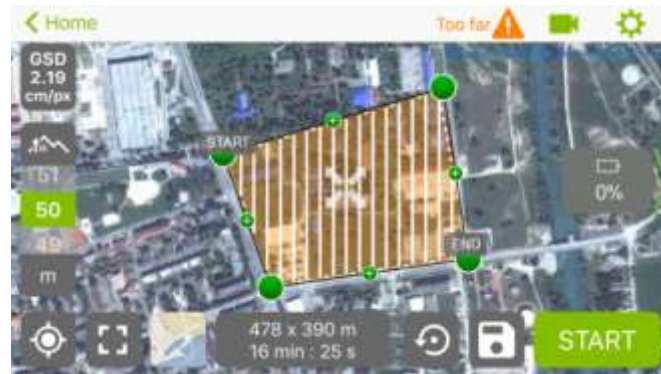 Home
Too far
GSD
2.19
cm/px
51
50
49
m
START
0%
END
478 x 390 m
16 min : 25 s
START